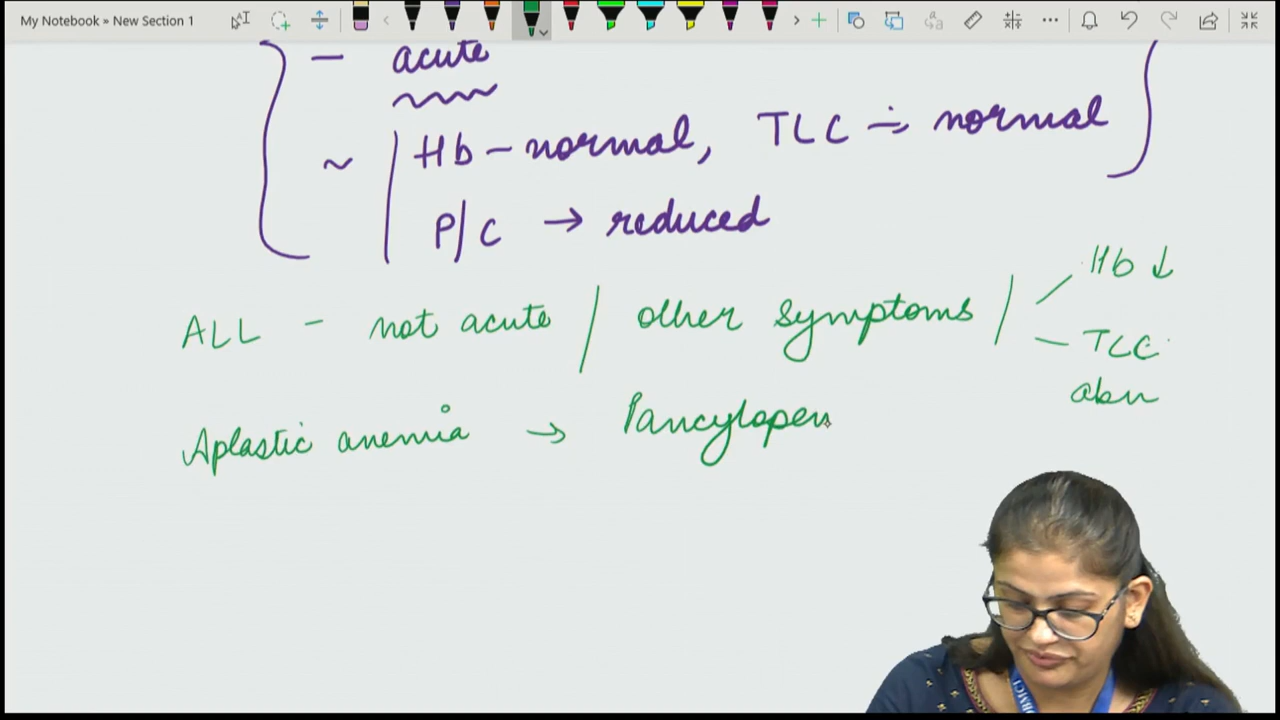 My Notebook » New Section 1
– acute
~ Hb – normal, TLC ÷ normal
P/C → reduced
Hb ↓
ALL – not acute / other symptoms /
TLC
abn
Aplastic anemia → Pancytopen